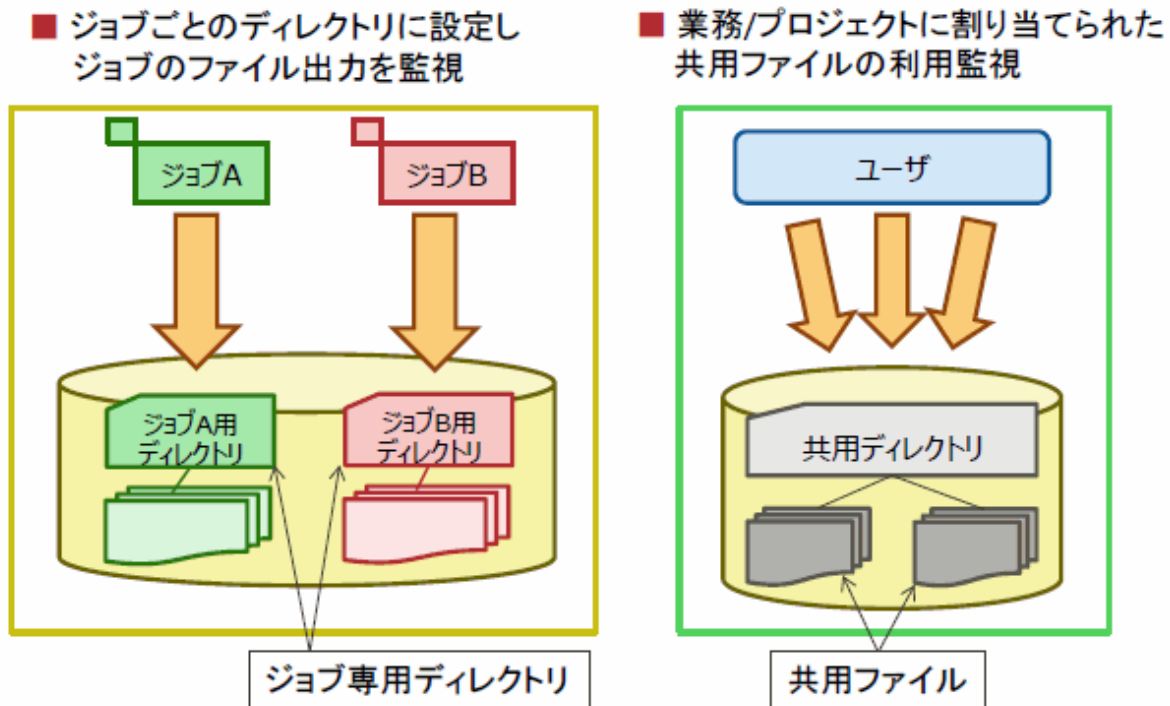 ■ ジョブごとのディレクトリに設定し
ジョブのファイル出力を監視
ジョブA
ジョブB
ジョブA用
ディレクトリ
ジョブB用
ディレクトリ
ジョブ専用ディレクトリ
■ 業務/プロジェクトに割り当てられた
共用ファイルの利用監視
ユーザ
共用ディレクトリ
共用ファイル